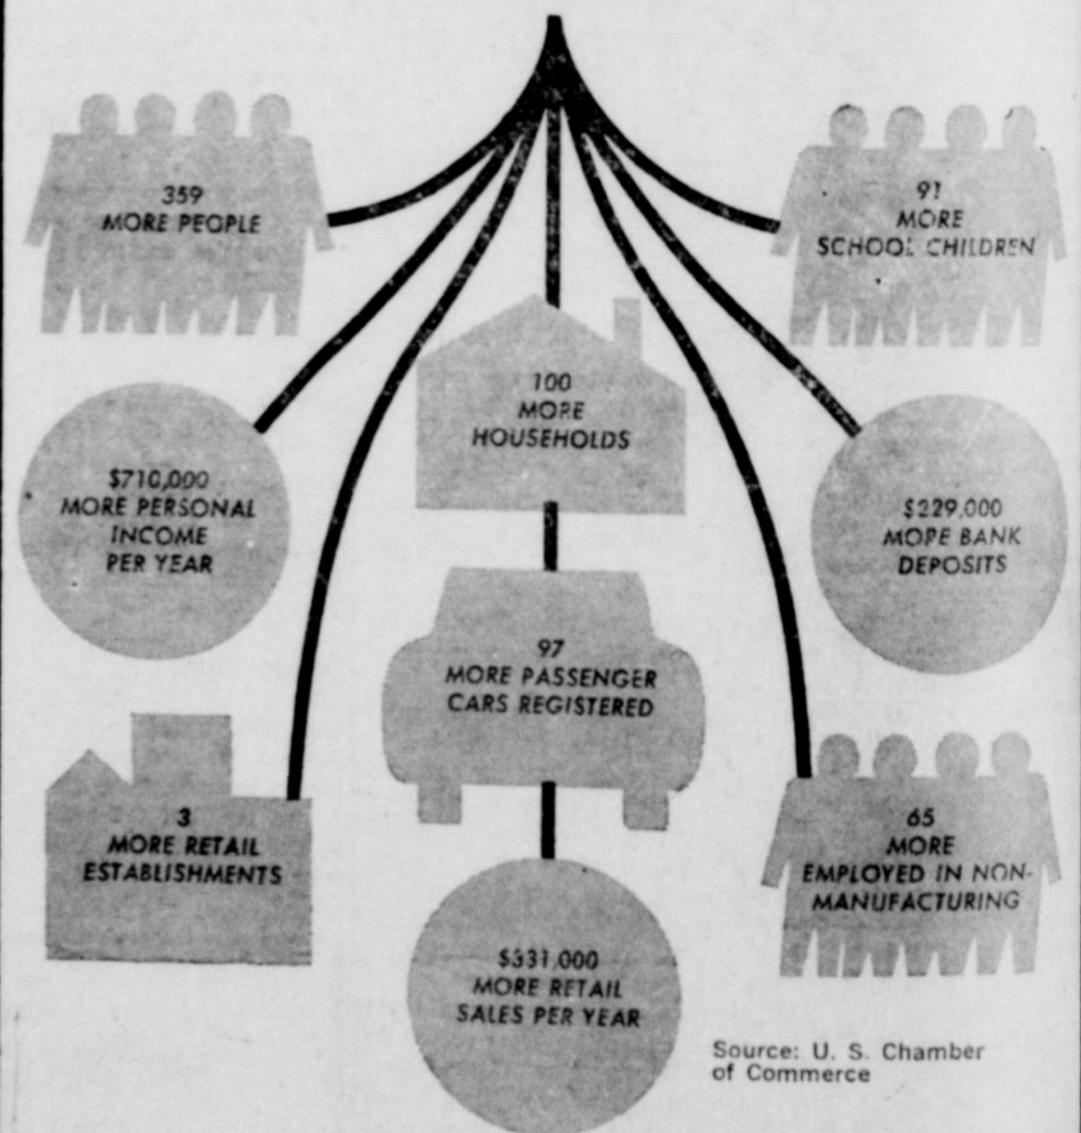 359
MORE PEOPLE
91
MORE
SCHOOL CHILDREN
100
MORE
HOUSEHOLDS
$710,000
MORE PERSONAL
INCOME
PER YEAR
$229,000
MORE BANK
DEPOSITS
97
MORE PASSENGER
CARS REGISTERED
3
MORE RETAIL
ESTABLISHMENTS
65
MORE
EMPLOYED IN NON-
MANUFACTURING
$331,000
MORE RETAIL
SALES PER YEAR
Source: U. S. Chamber
of Commerce